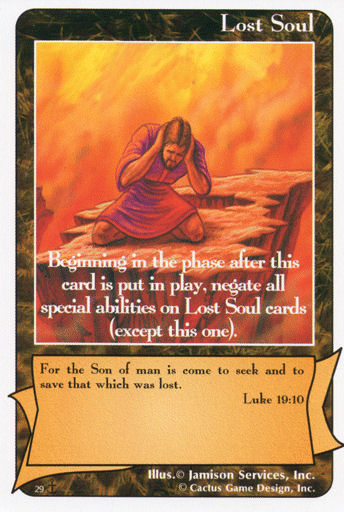 Lost Soul
Beginning in the phase after this
card is put in play, negate all
special abilities on Lost Soul cards
(except this one).
For the Son of man is come to seek and to
save that which was lost.
Luke 19:10
Illus.© Jamison Services, Inc.
29
© Cactus Game Design, Inc.